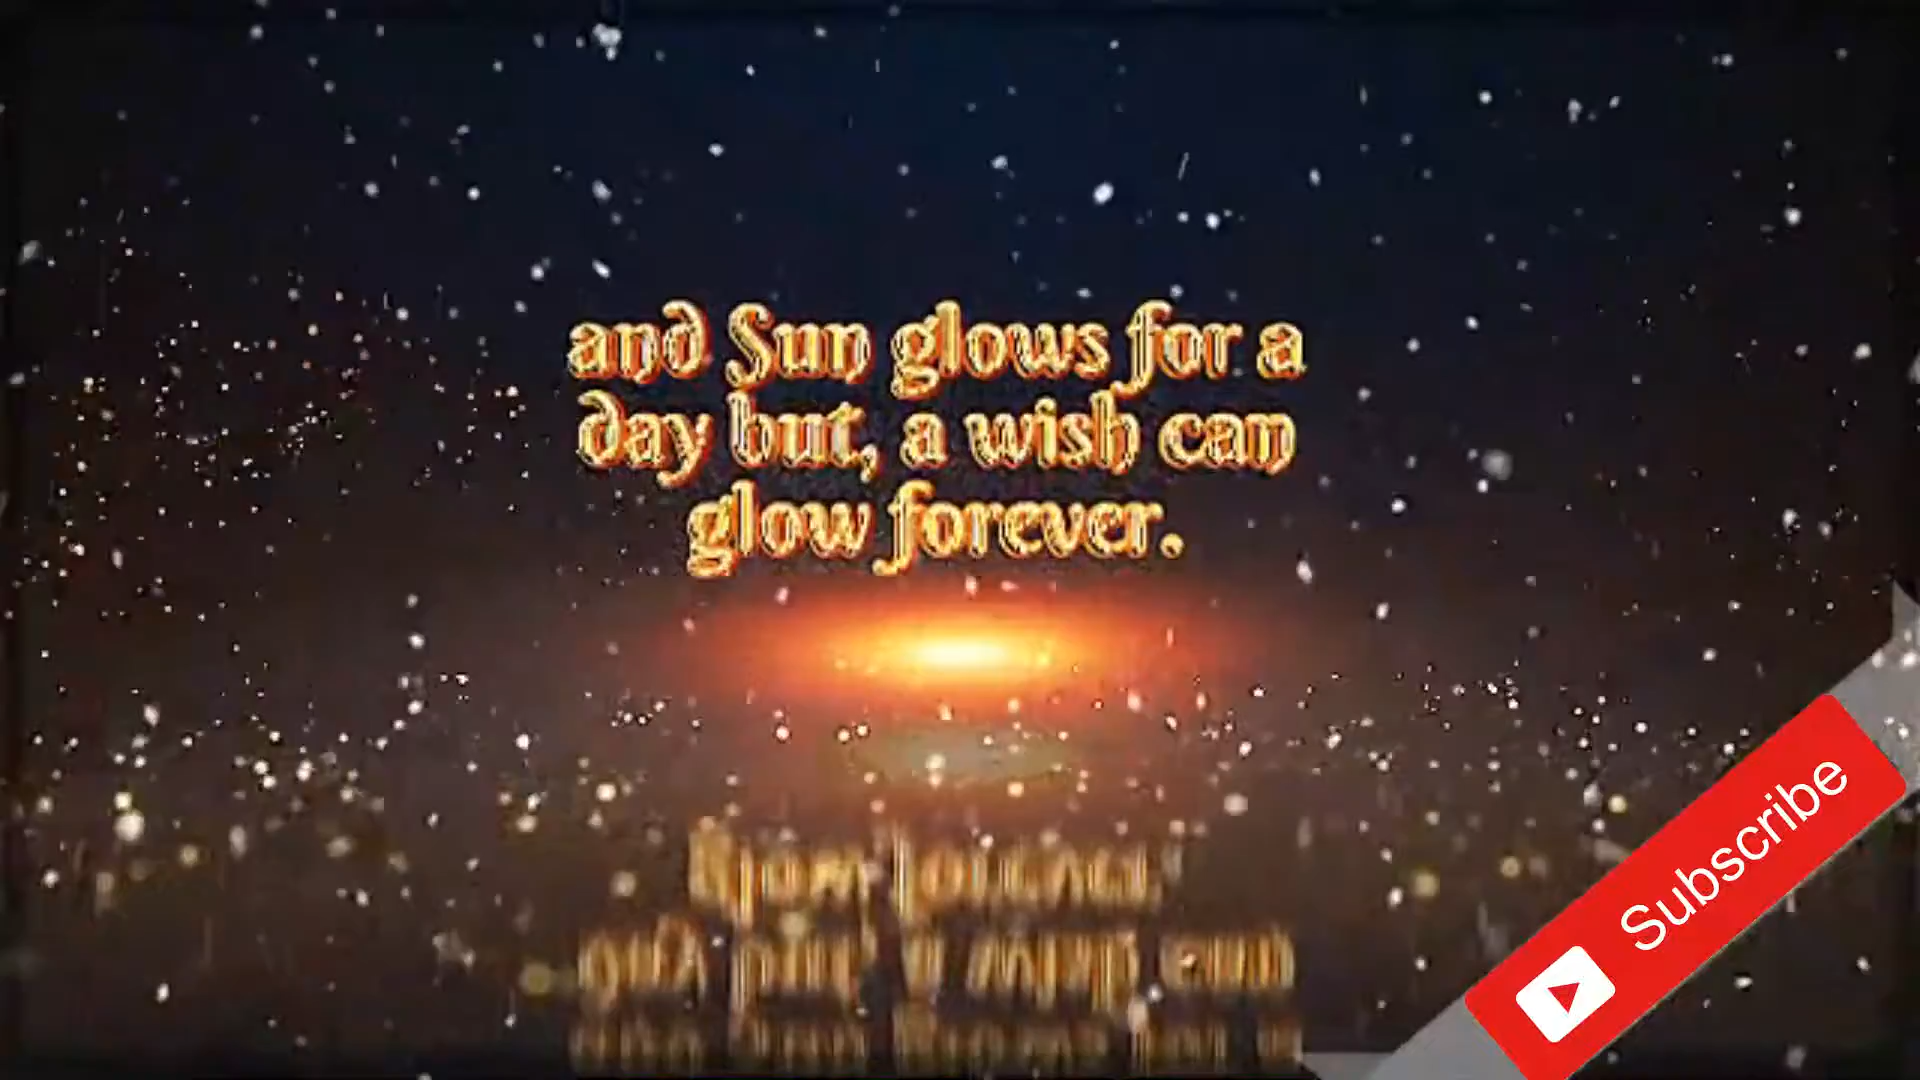 and Sun glows for a
day but, a wish can
glow forever.
Subscribe